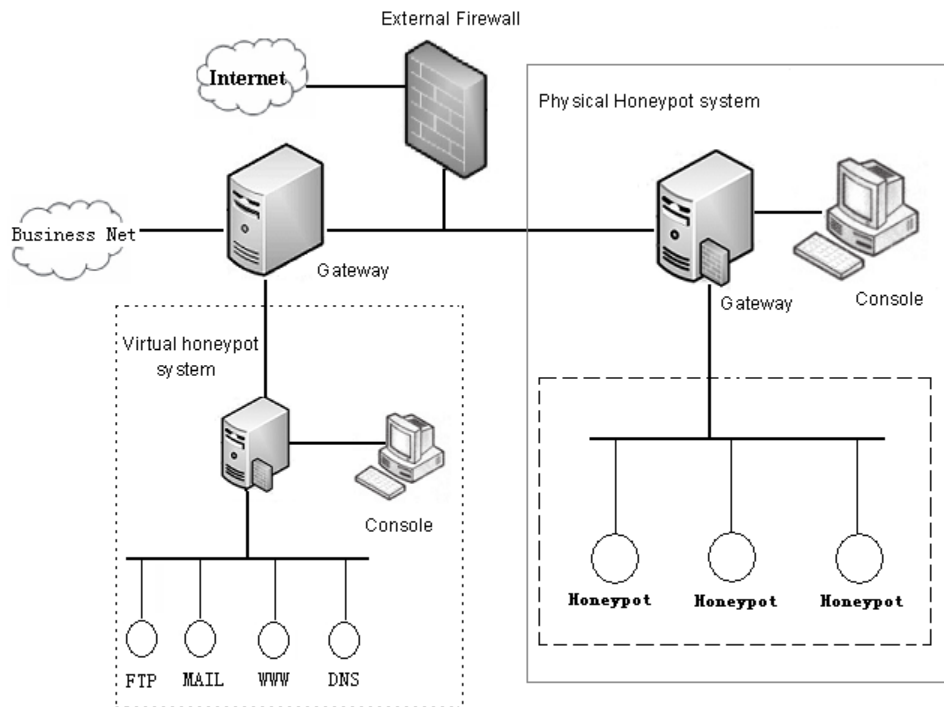 External Firewall
Internet
Physical Honeypot system
Business Net
Gateway
Gateway
Console
Virtual honeypot
system
Console
Honeypot
Honeypot
Honeypot
FTP
MAIL
WWW
DNS